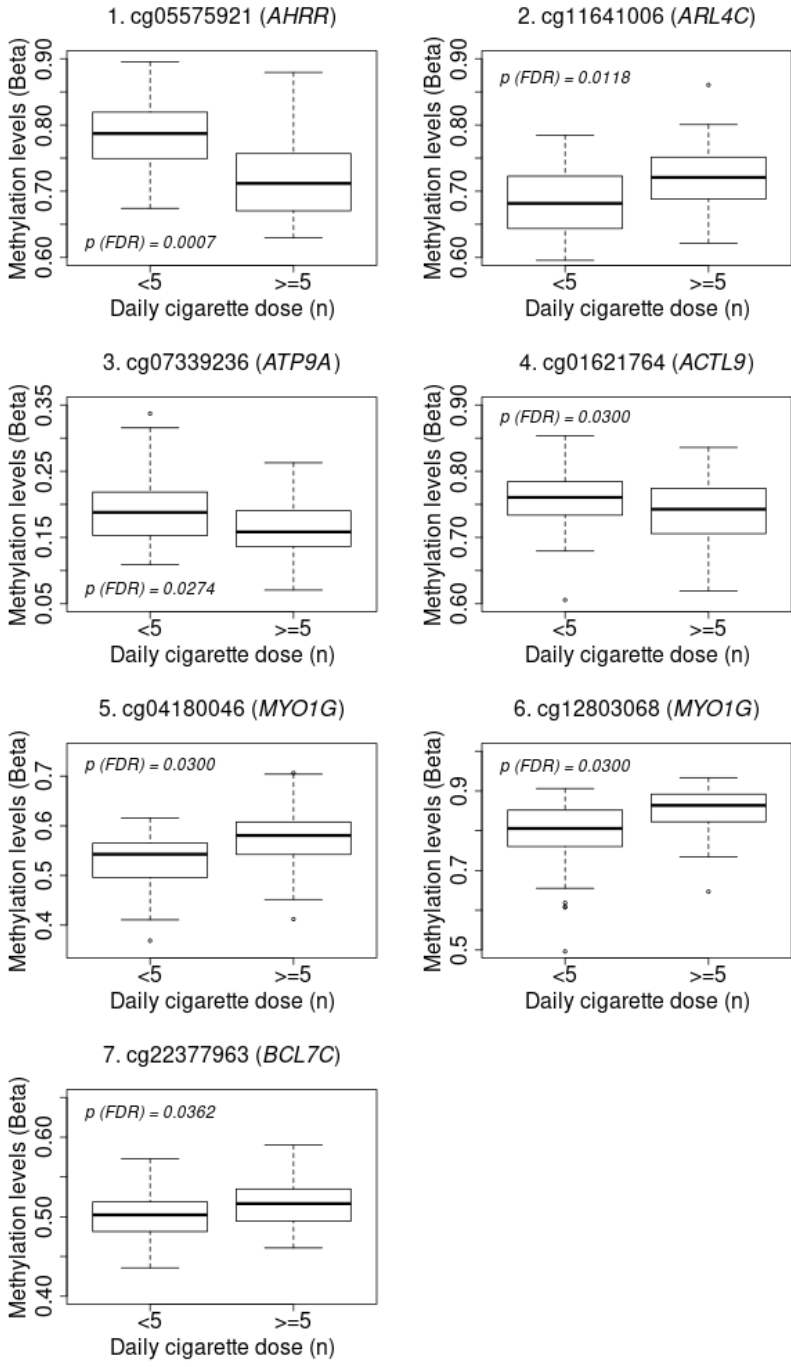 1. cg05575921 (AHRR)
Methylation levels (Beta)
0.90
0.80
0.70
0.60
p (FDR) = 0.0007
<5 >=5
Daily cigarette dose (n)
2. cg11641006 (ARL4C)
Methylation levels (Beta)
0.90
0.80
0.70
0.60
p (FDR) = 0.0118
<5 >=5
Daily cigarette dose (n)
3. cg07339236 (ATP9A)
Methylation levels (Beta)
0.35
0.25
0.15
0.05
p (FDR) = 0.0274
<5 >=5
Daily cigarette dose (n)
4. cg01621764 (ACTL9)
Methylation levels (Beta)
0.90
0.80
0.70
0.60
p (FDR) = 0.0300
<5 >=5
Daily cigarette dose (n)
5. cg04180046 (MYO1G)
Methylation levels (Beta)
0.7
0.6
0.5
0.4
p (FDR) = 0.0300
<5 >=5
Daily cigarette dose (n)
6. cg12803068 (MYO1G)
Methylation levels (Beta)
0.9
0.7
0.5
p (FDR) = 0.0300
<5 >=5
Daily cigarette dose (n)
7. cg22377963 (BCL7C)
Methylation levels (Beta)
0.60
0.50
0.40
p (FDR) = 0.0362
<5 >=5
Daily cigarette dose (n)